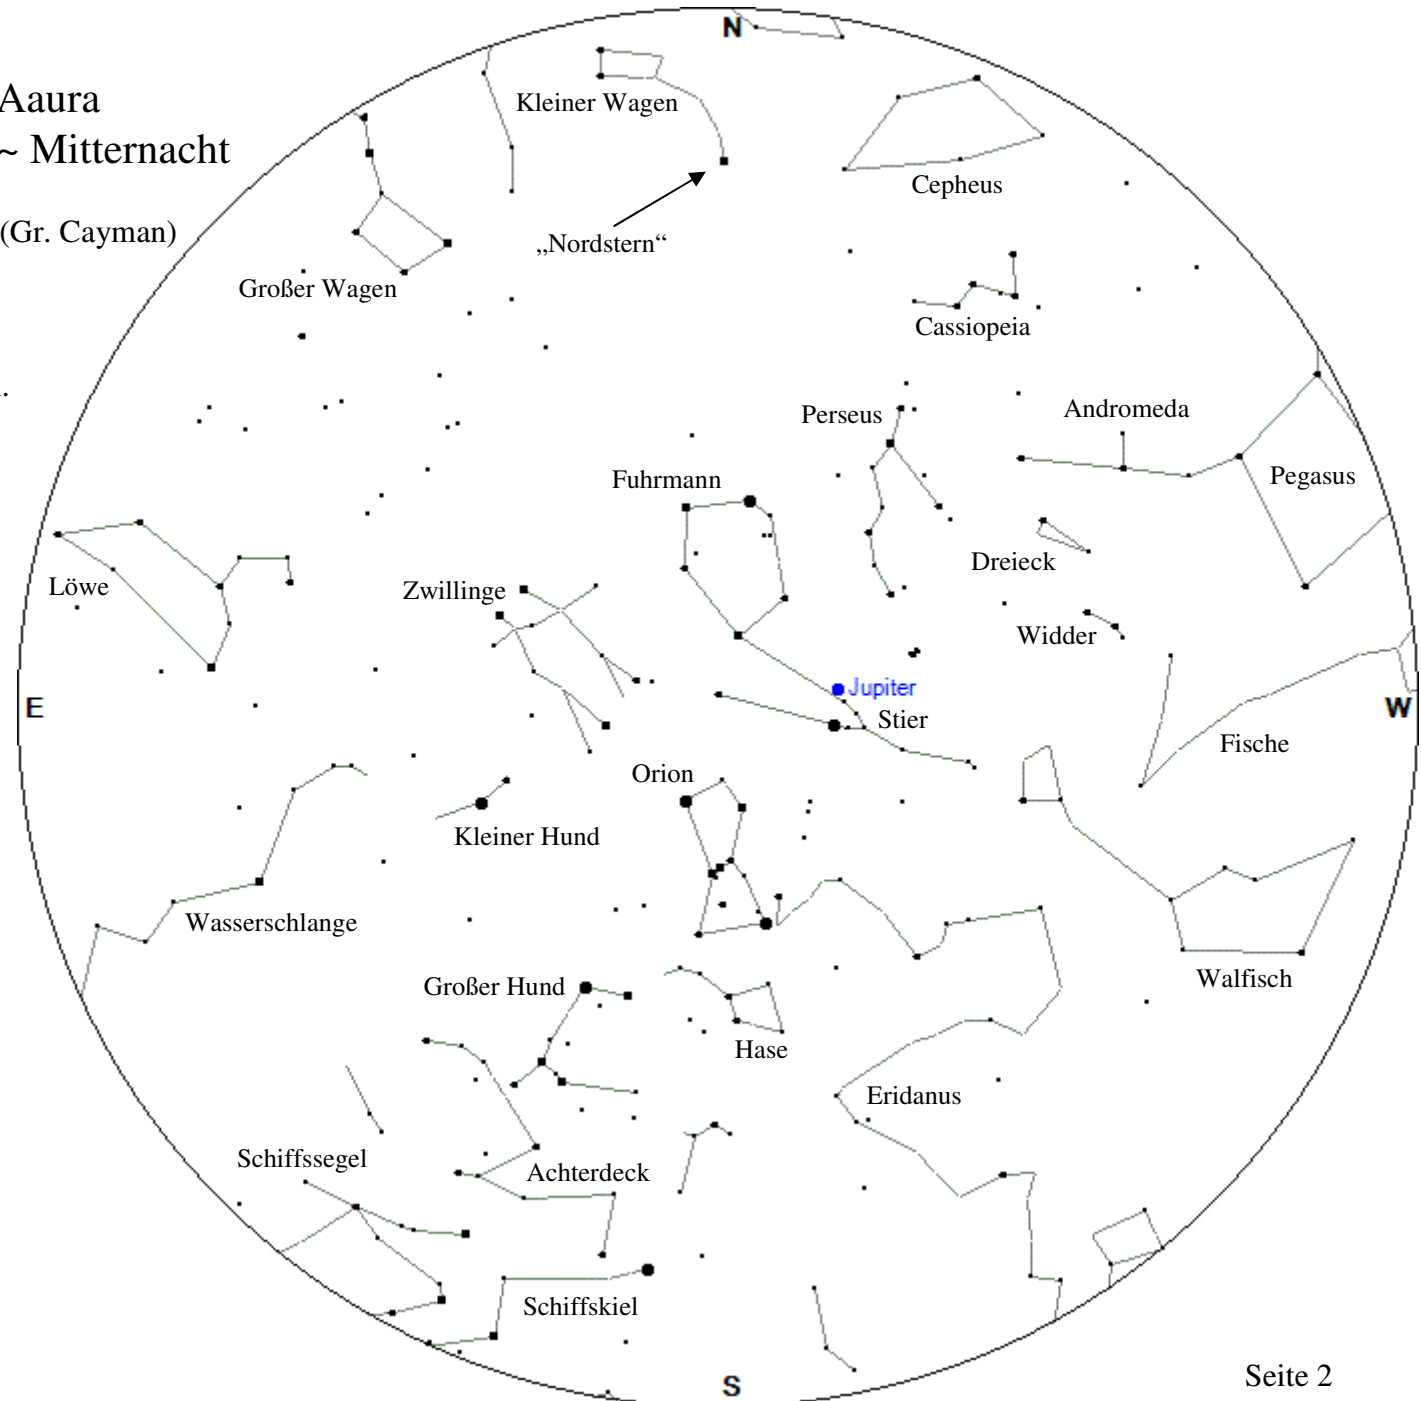 N
Aaura
~ Mitternacht
(Gr. Cayman)
.
Kleiner Wagen
Cepheus
„Nordstern“
Großer Wagen
Cassiopeia
Perseus
Andromeda
Fuhrmann
Pegasus
Dreieck
Löwe
Zwillinge
Widder
Jupiter
E
W
Stier
Fische
Orion
Kleiner Hund
Wasserschlange
Walfisch
Großer Hund
Hase
Eridanus
Schiffssegel
Achterdeck
Schiffskiel
S
Seite 2